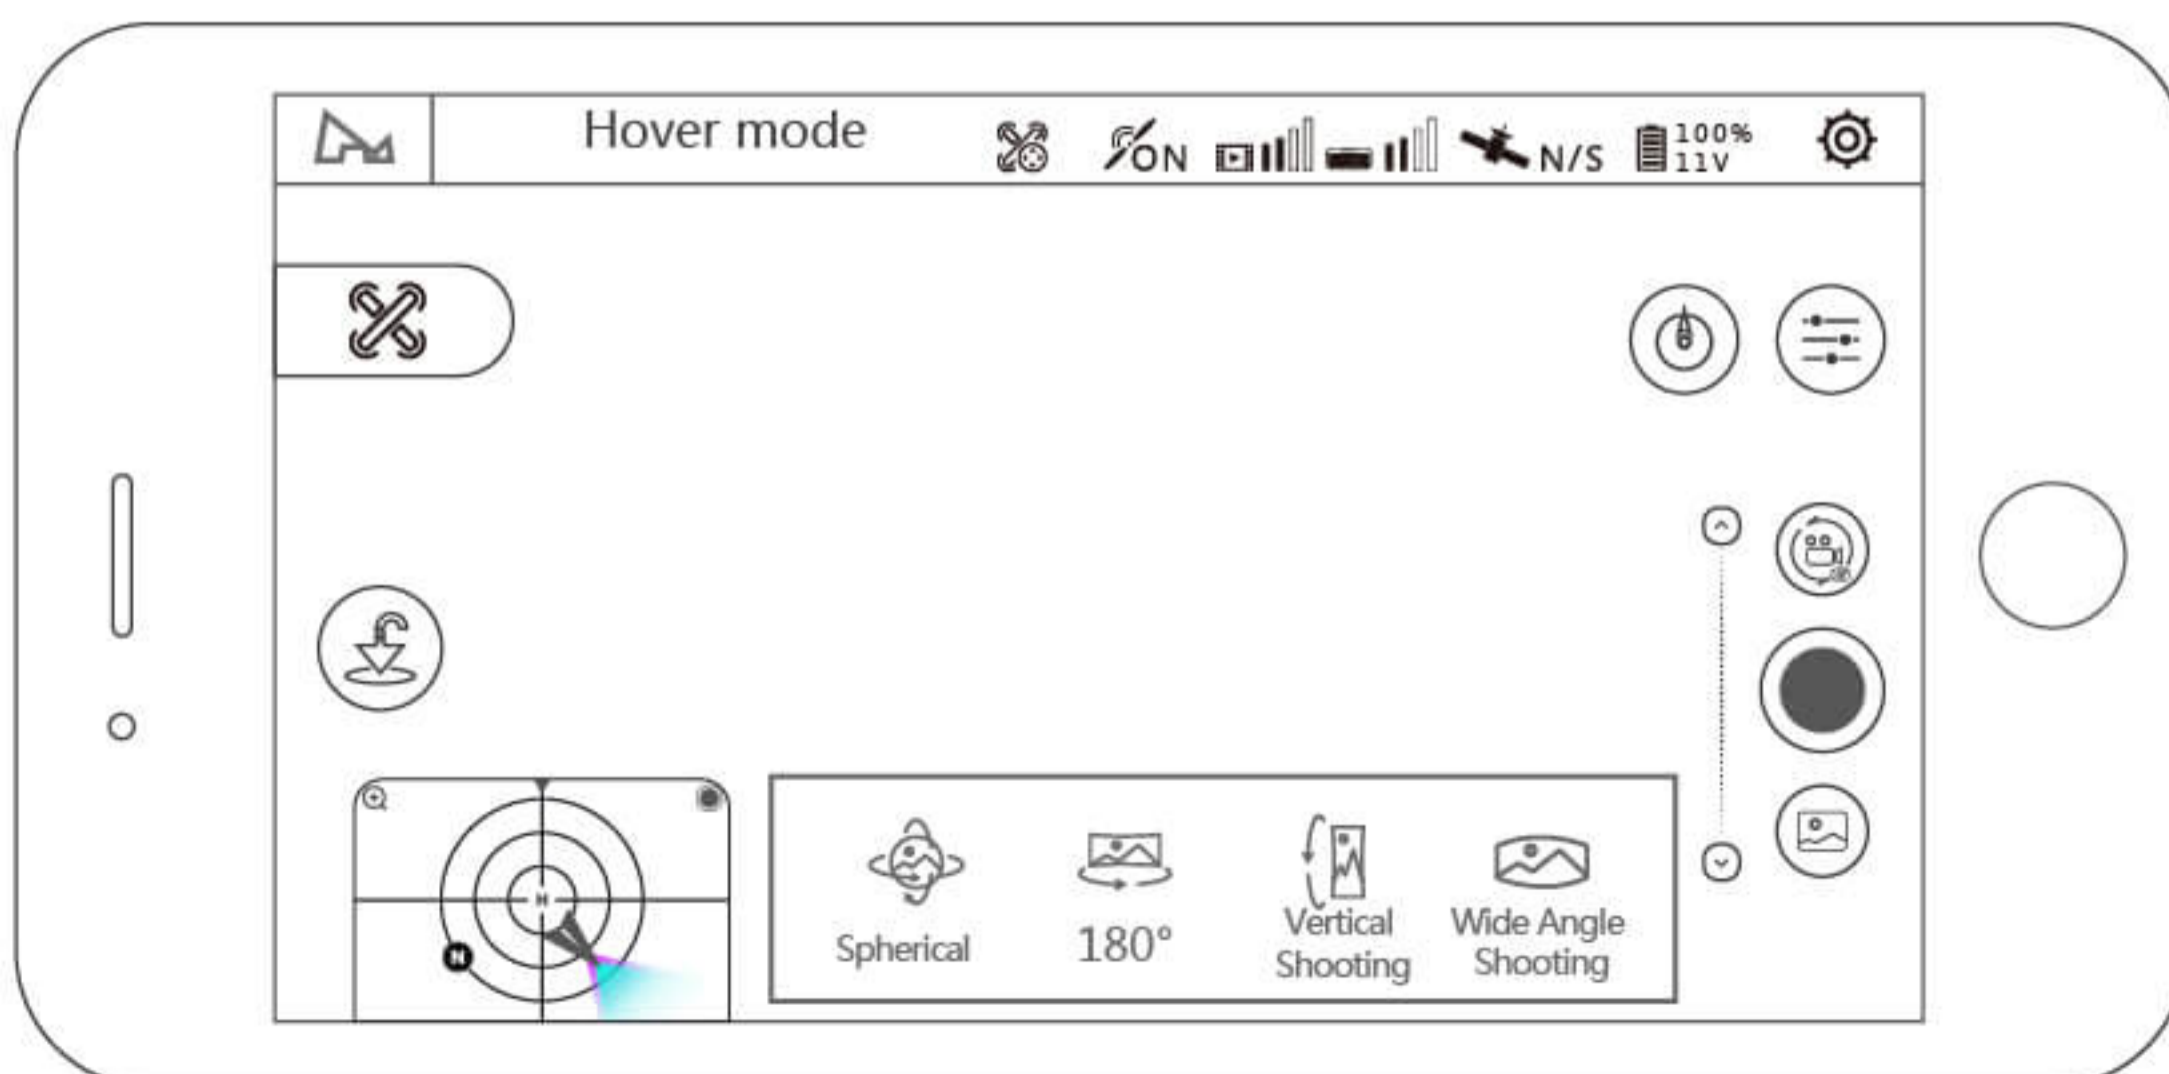 Hover mode
ON
N/S
100%
11V
H
N
Spherical
180°
Vertical
Shooting
Wide Angle
Shooting